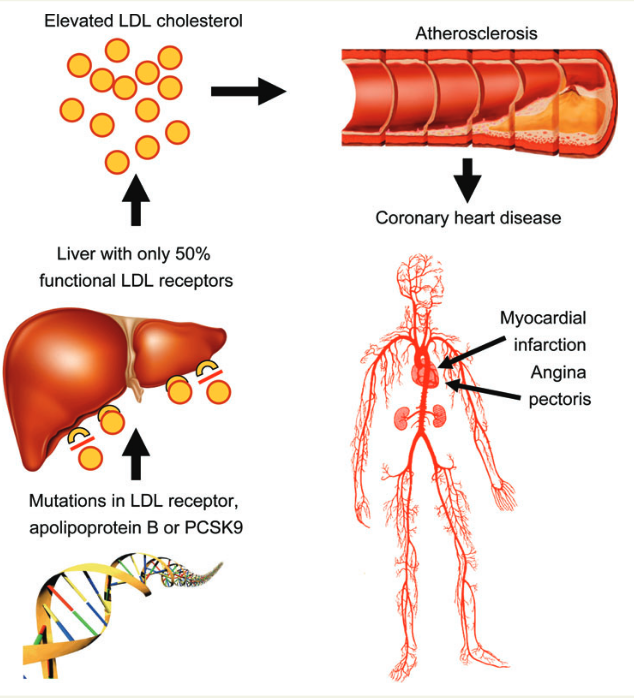 Elevated LDL cholesterol
Atherosclerosis
Coronary heart disease
Liver with only 50%
functional LDL receptors
Myocardial
infarction
Angina
pectoris
Mutations in LDL receptor,
apolipoprotein B or PCSK9